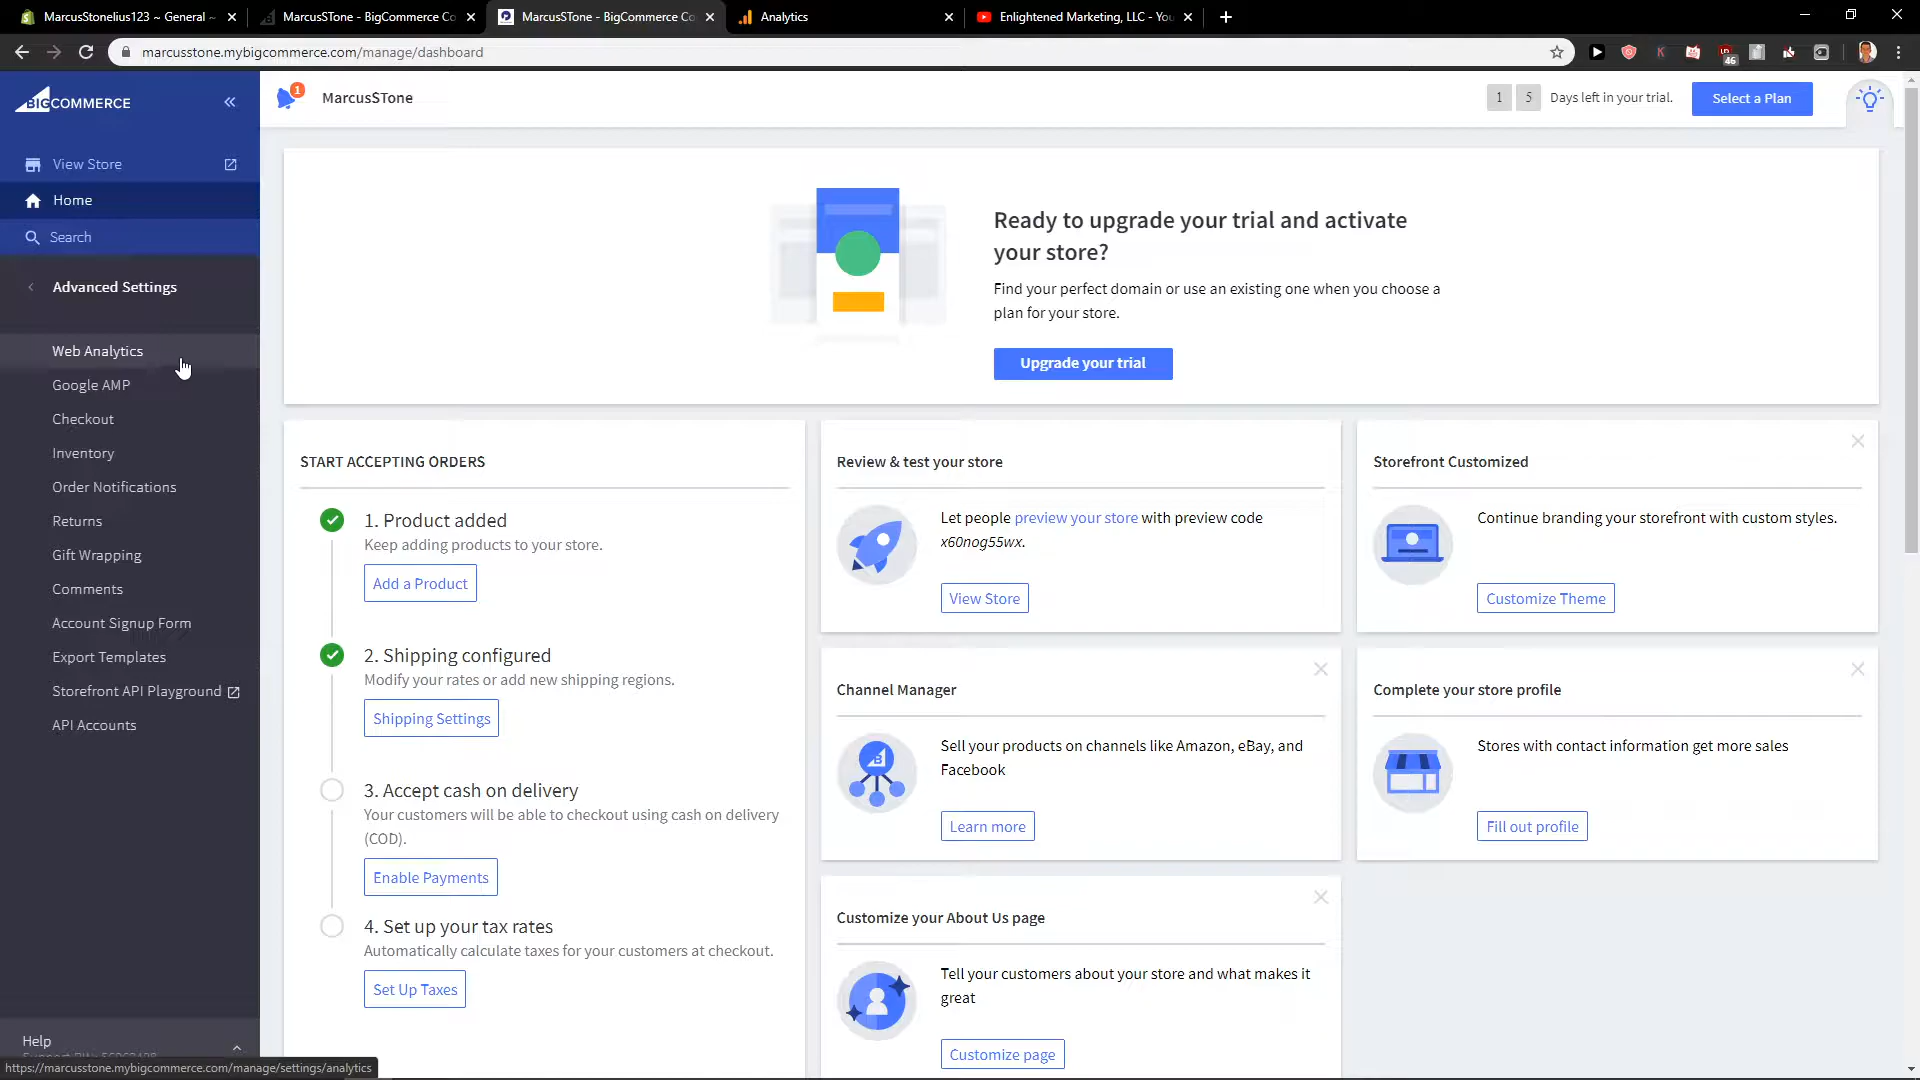 MarcusStonelius123 ~ General ~
MarcusSTone - BigCommerce Co
MarcusSTone - BigCommerce Co
Analytics
Enlightened Marketing, LLC - You
marcusstone.mybigcommerce.com/manage/dashboard
46
BIGCOMMERCE
1
MarcusSTone
1 5 Days left in your trial.
Select a Plan
View Store
Home
Search
Advanced Settings
Web Analytics
Google AMP
Checkout
Inventory
Order Notifications
Returns
Gift Wrapping
Comments
Account Signup Form
Export Templates
Storefront API Playground
API Accounts
Help
https://marcusstone.mybigcommerce.com/manage/settings/analytics
Ready to upgrade your trial and activate
your store?
Find your perfect domain or use an existing one when you choose a
plan for your store.
Upgrade your trial
START ACCEPTING ORDERS
1. Product added
Keep adding products to your store.
Add a Product
2. Shipping configured
Modify your rates or add new shipping regions.
Shipping Settings
3. Accept cash on delivery
Your customers will be able to checkout using cash on delivery
(COD).
Enable Payments
4. Set up your tax rates
Automatically calculate taxes for your customers at checkout.
Set Up Taxes
Review & test your store
Let people preview your store with preview code
x60nog55wx.
View Store
Storefront Customized
Continue branding your storefront with custom styles.
Customize Theme
Channel Manager
Sell your products on channels like Amazon, eBay, and
Facebook
Learn more
Complete your store profile
Stores with contact information get more sales
Fill out profile
Customize your About Us page
Tell your customers about your store and what makes it
great
Customize page